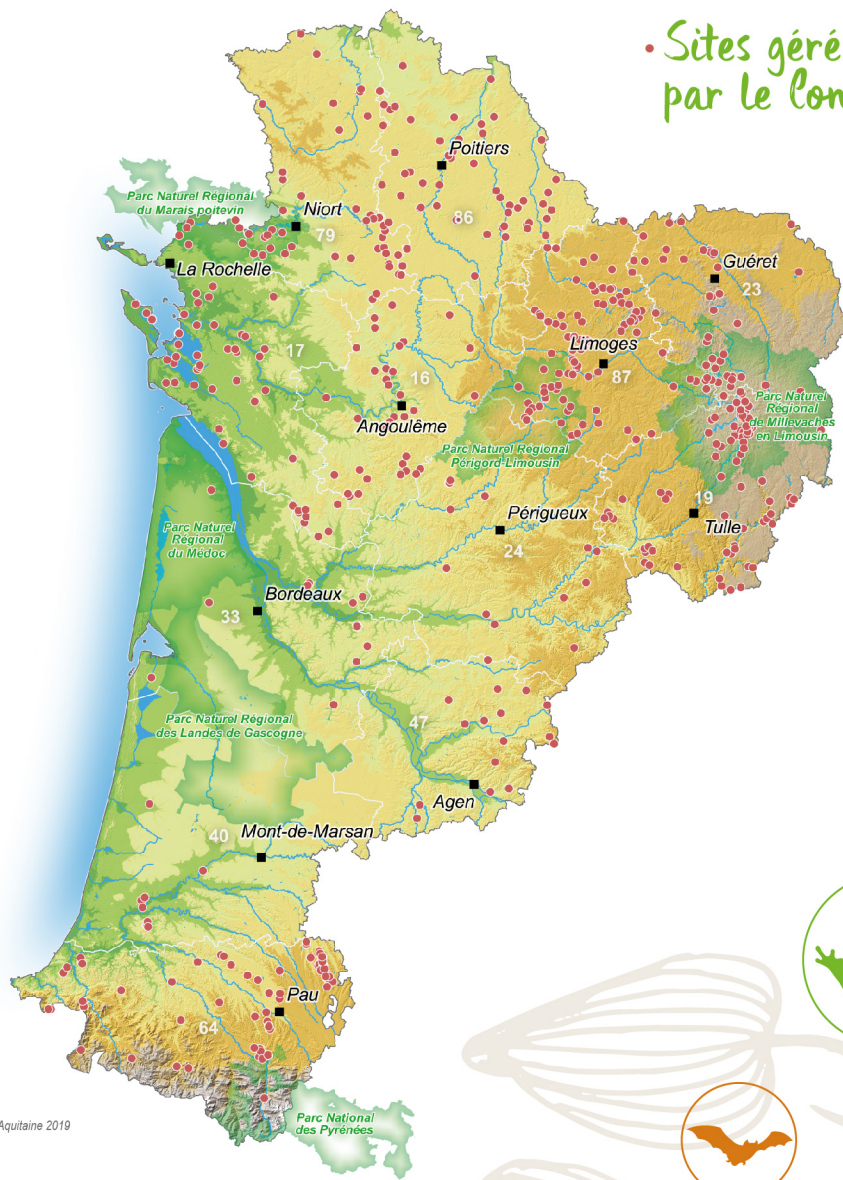 • Sites géré
par le Con
Poitiers
Parc Naturel Régional
du Marais poitevin
Niort
86
79
La Rochelle
Guéret
23
17
Limoges
87
16
Angoulême
Parc Naturel
Régional
de Millevaches
en Limousin
Parc Naturel Régional
Périgord-Limousin
19
Tulle
Périgueux
24
Parc Naturel
Régional
du Médoc
Bordeaux
33
Parc Naturel Régional
des Landes de Gascogne
47
Agen
40
Mont-de-Marsan
Pau
64
Parc National
des Pyrénées
Aquitaine 2019